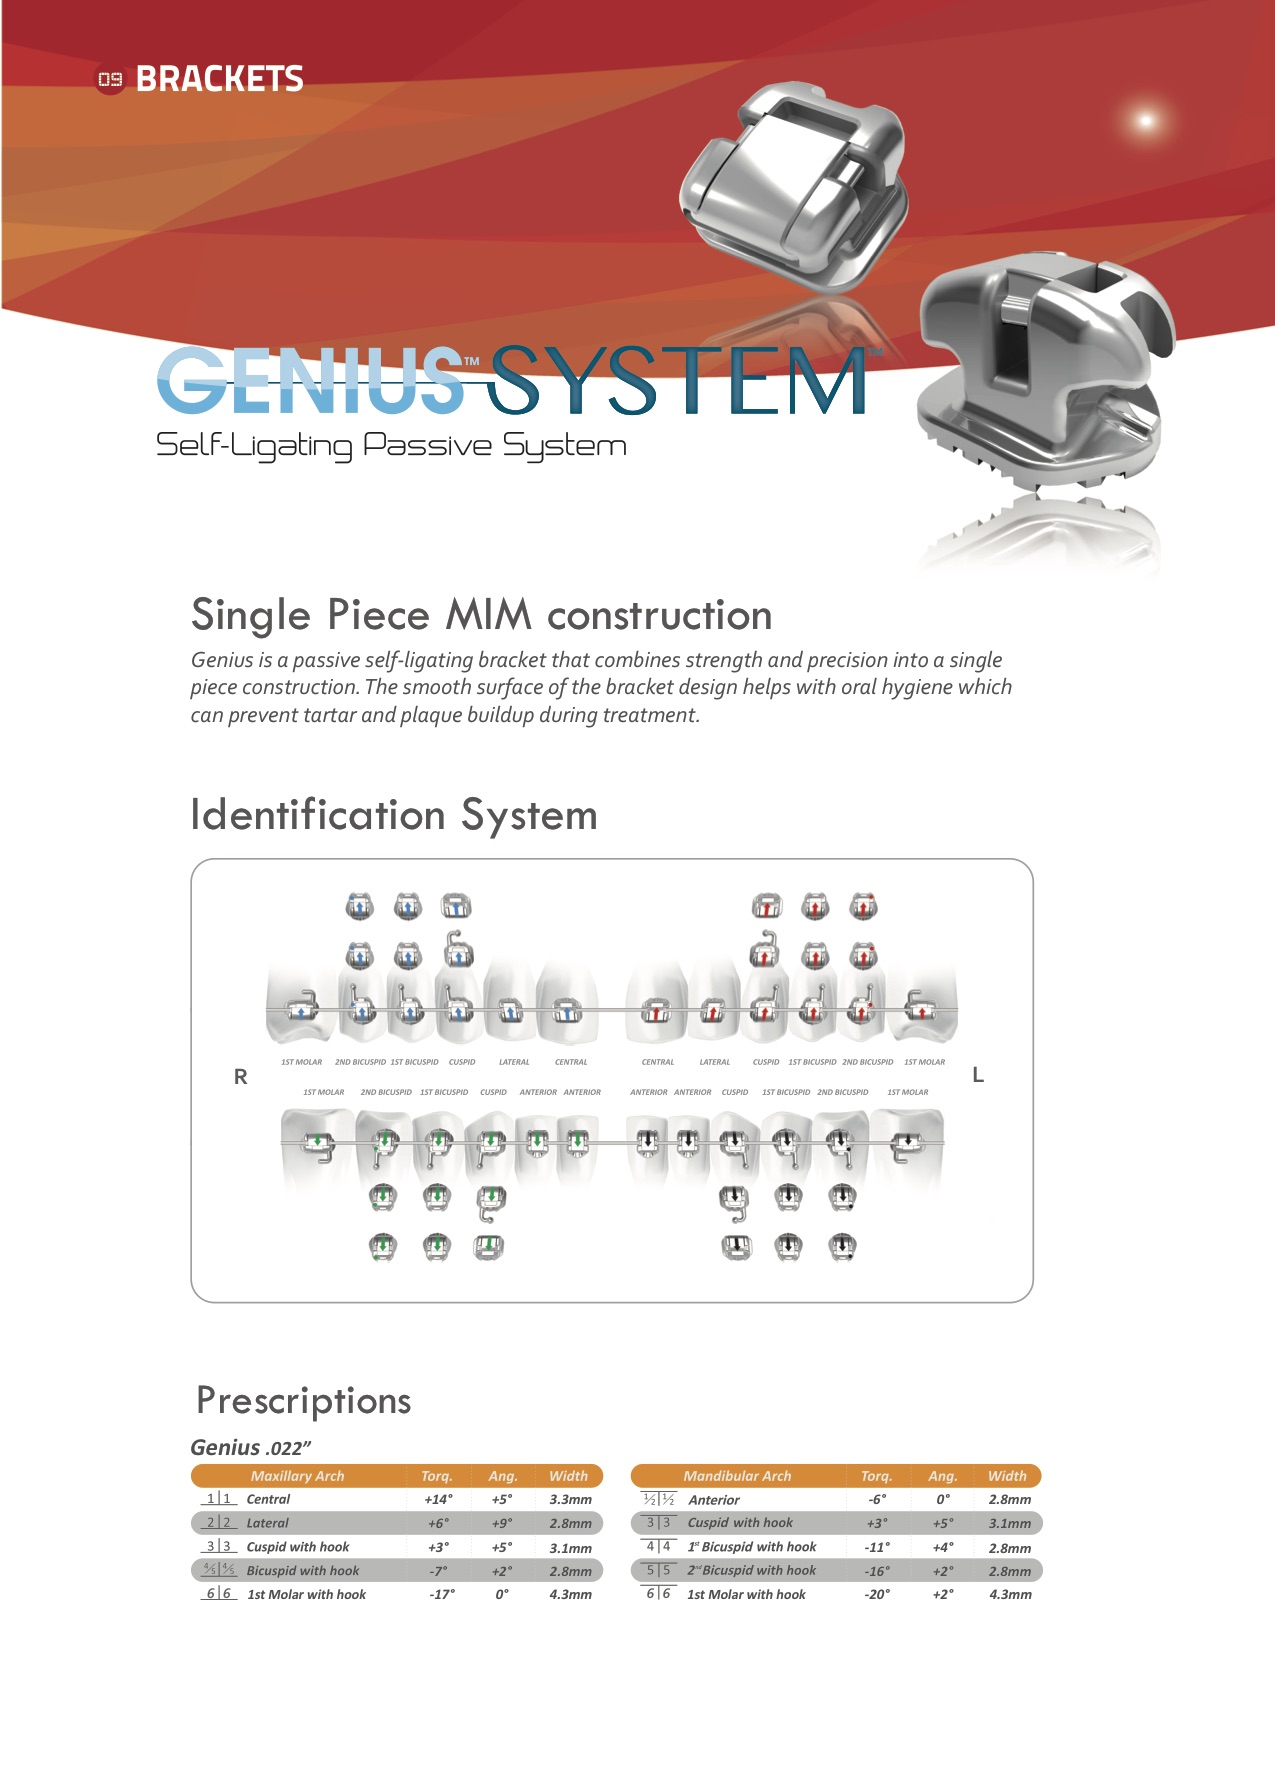 09 BRACKETS
GENIUS™ SYSTEM™
Self-Ligating Passive System
Single Piece MIM construction
Genius is a passive self-ligating bracket that combines strength and precision into a single
piece construction. The smooth surface of the bracket design helps with oral hygiene which
can prevent tartar and plaque buildup during treatment.
Identification System
1ST MOLAR 2ND BICUSPID 1ST BICUSPID CUSPID LATERAL CENTRAL CENTRAL LATERAL CUSPID 1ST BICUSPID 2ND BICUSPID 1ST MOLAR
R L
1ST MOLAR 2ND BICUSPID 1ST BICUSPID CUSPID ANTERIOR ANTERIOR ANTERIOR ANTERIOR CUSPID 1ST BICUSPID 2ND BICUSPID 1ST MOLAR
Prescriptions
Genius .022”
Maxillary Arch Torq. Ang. Width
1|1 Central +14° +5° 3.3mm
2|2 Lateral +6° +9° 2.8mm
3|3 Cuspid with hook +3° +5° 3.1mm
4/5|4/5 Bicuspid with hook -7° +2° 2.8mm
6|6 1st Molar with hook -17° 0° 4.3mm
Mandibular Arch Torq. Ang. Width
½|½ Anterior -6° 0° 2.8mm
3|3 Cuspid with hook +3° +5° 3.1mm
4|4 1st Bicuspid with hook -11° +4° 2.8mm
5|5 2nd Bicuspid with hook -16° +2° 2.8mm
6|6 1st Molar with hook -20° +2° 4.3mm